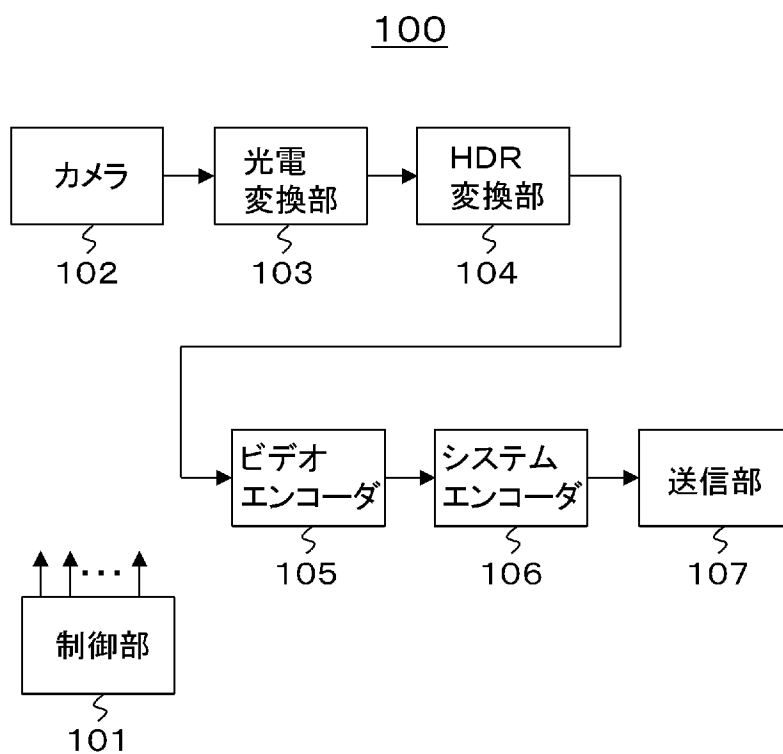 100
カメラ
光電
変換部
HDR
変換部
102
103
104
ビデオ
エンコーダ
システム
エンコーダ
送信部
105
106
107
・・・
制御部
101